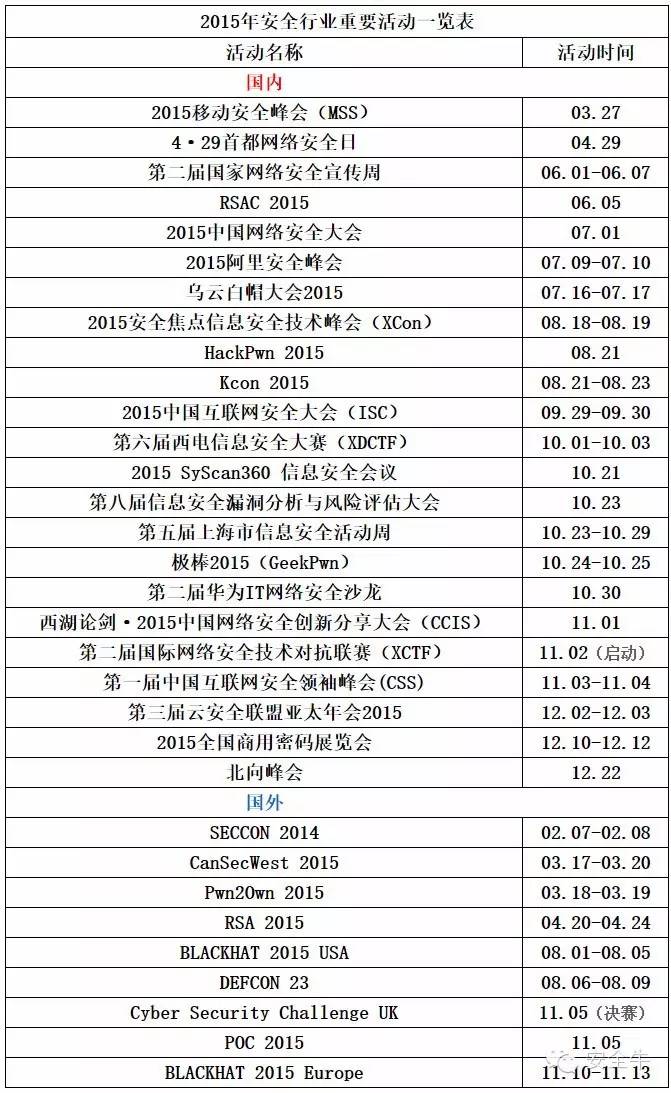 2015年安全行业重要活动一览表
活动名称 活动时间
国内
2015移动安全峰会（MSS） 03.27
4·29首都网络安全日 04.29
第二届国家网络安全宣传周 06.01-06.07
RSAC 2015 06.05
2015中国网络安全大会 07.01
2015阿里安全峰会 07.09-07.10
乌云白帽大会2015 07.16-07.17
2015安全焦点信息安全技术峰会（XCon） 08.18-08.19
HackPwn 2015 08.21
Kcon 2015 08.21-08.23
2015中国互联网安全大会（ISC） 09.29-09.30
第六届西电信息安全大赛（XDCTF） 10.01-10.03
2015 SyScan360 信息安全会议 10.21
第八届信息安全漏洞分析与风险评估大会 10.23
第五届上海市信息安全活动周 10.23-10.29
极棒2015（GeekPwn） 10.24-10.25
第二届华为IT网络安全沙龙 10.30
西湖论剑·2015中国网络安全创新分享大会（CCIS） 11.01
第二届国际网络安全技术对抗联赛（XCTF） 11.02（启动）
第一届中国互联网安全领袖峰会(CSS) 11.03-11.04
第三届云安全联盟亚太年会2015 12.02-12.03
2015全国商用密码展览会 12.10-12.12
北向峰会 12.22
国外
SECCON 2014 02.07-02.08
CanSecWest 2015 03.17-03.20
Pwn2Own 2015 03.18-03.19
RSA 2015 04.20-04.24
BLACKHAT 2015 USA 08.01-08.05
DEFCON 23 08.06-08.09
Cyber Security Challenge UK 11.05（决赛）
POC 2015 11.05
安全牛
BLACKHAT 2015 Europe 11.10-11.13